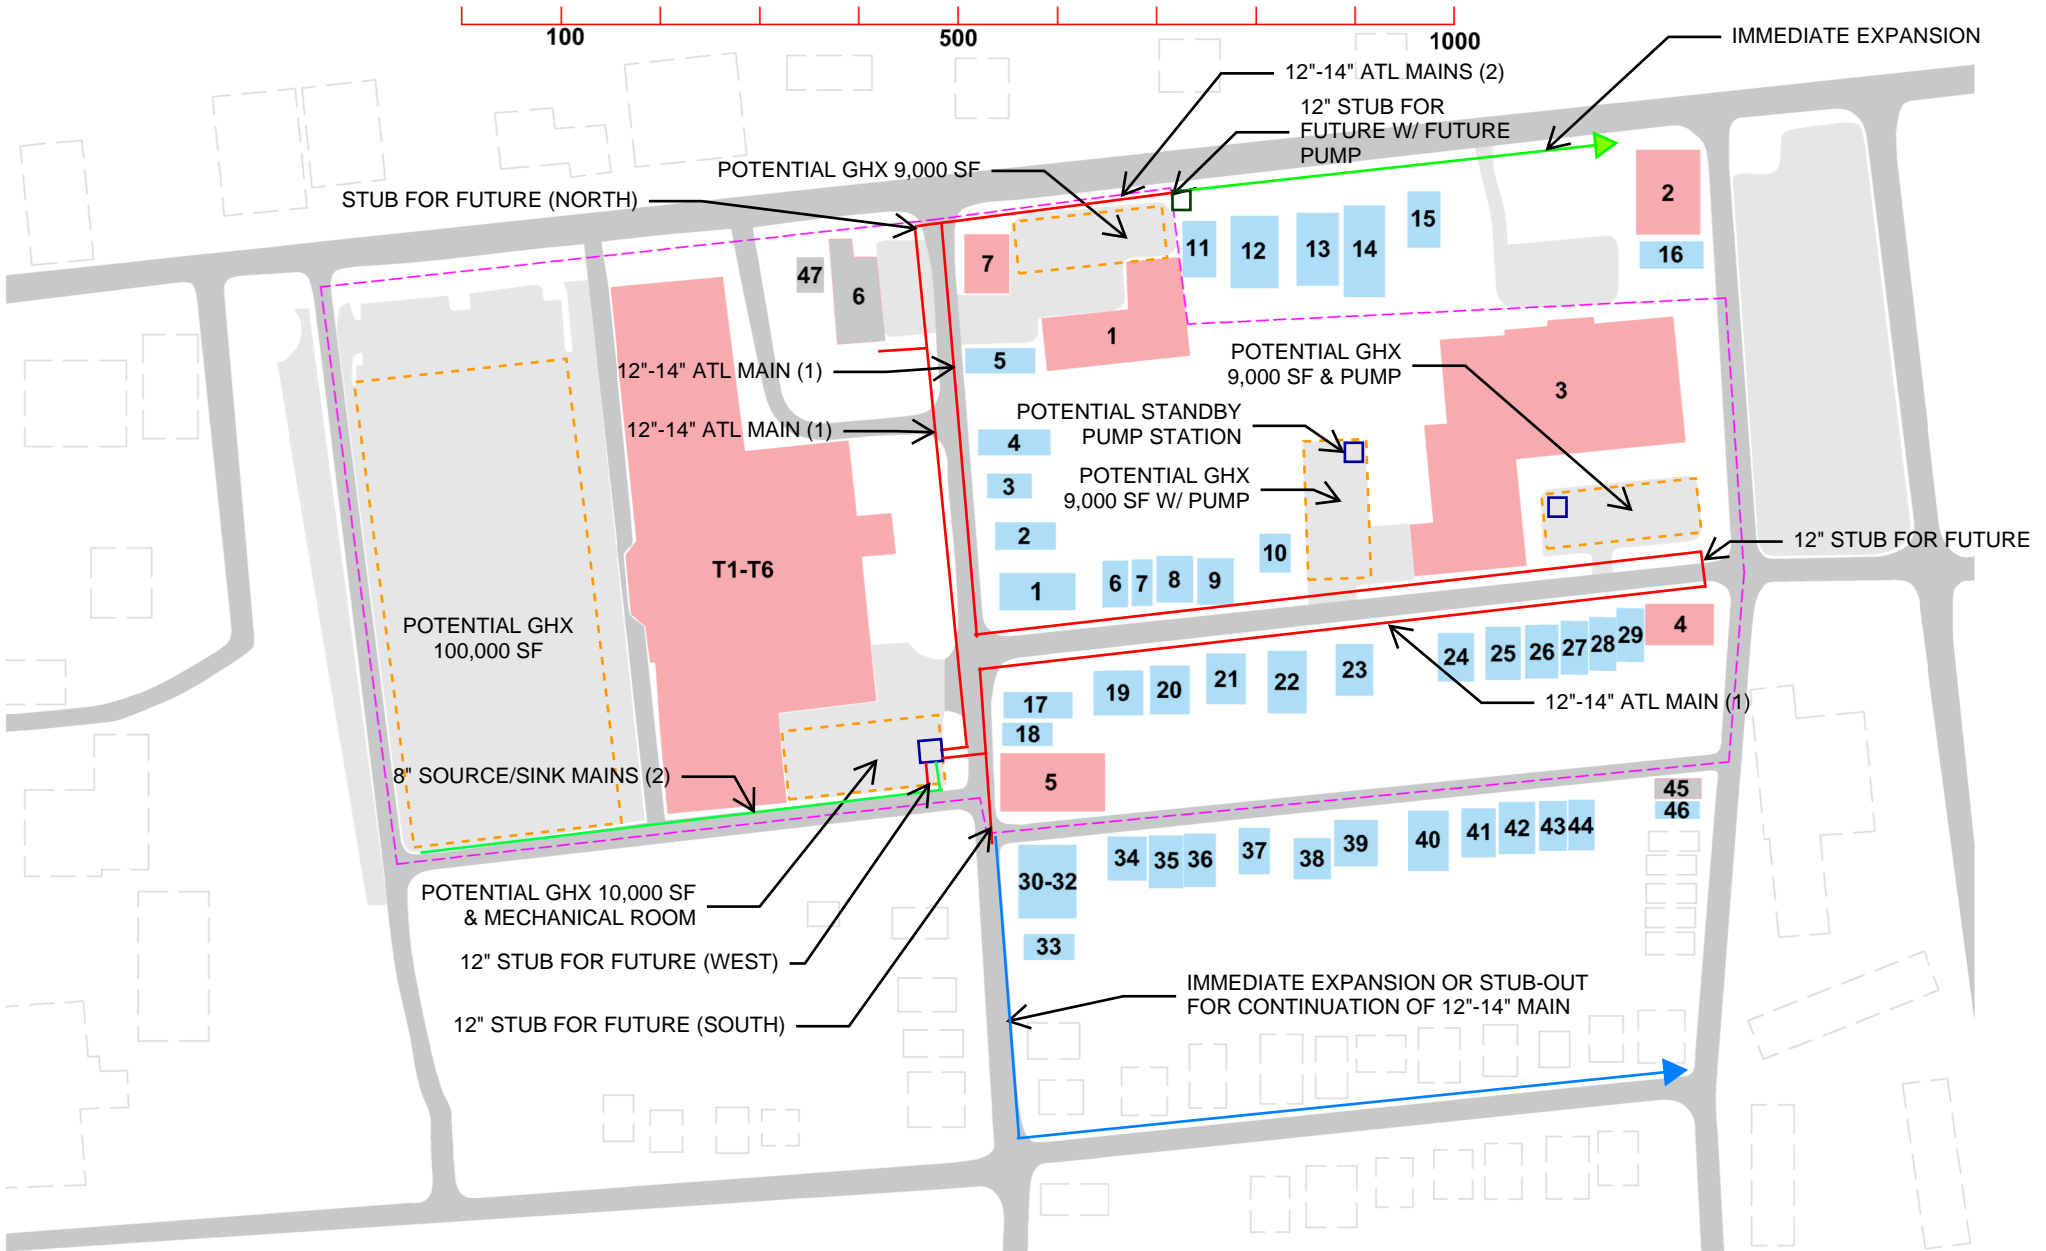 100
500
1000
IMMEDIATE EXPANSION
12"-14" ATL MAINS (2)
12" STUB FOR
FUTURE W/ FUTURE
PUMP
POTENTIAL GHX 9,000 SF
STUB FOR FUTURE (NORTH)
2
15
11
12
13
14
16
7
47
6
1
5
12"-14" ATL MAIN (1)
POTENTIAL GHX
9,000 SF & PUMP
3
POTENTIAL STANDBY
PUMP STATION
12"-14" ATL MAIN (1)
4
POTENTIAL GHX
9,000 SF W/ PUMP
3
2
10
12" STUB FOR FUTURE
T1-T6
1
6
7
8
9
POTENTIAL GHX
100,000 SF
4
24
25
26
27
28
29
23
22
21
20
19
17
18
12"-14" ATL MAIN (1)
8" SOURCE/SINK MAINS (2)
5
45
46
34
35
36
37
38
39
40
41
42
43
44
30-32
33
POTENTIAL GHX 10,000 SF
& MECHANICAL ROOM
12" STUB FOR FUTURE (WEST)
12" STUB FOR FUTURE (SOUTH)
IMMEDIATE EXPANSION OR STUB-OUT
FOR CONTINUATION OF 12"-14" MAIN